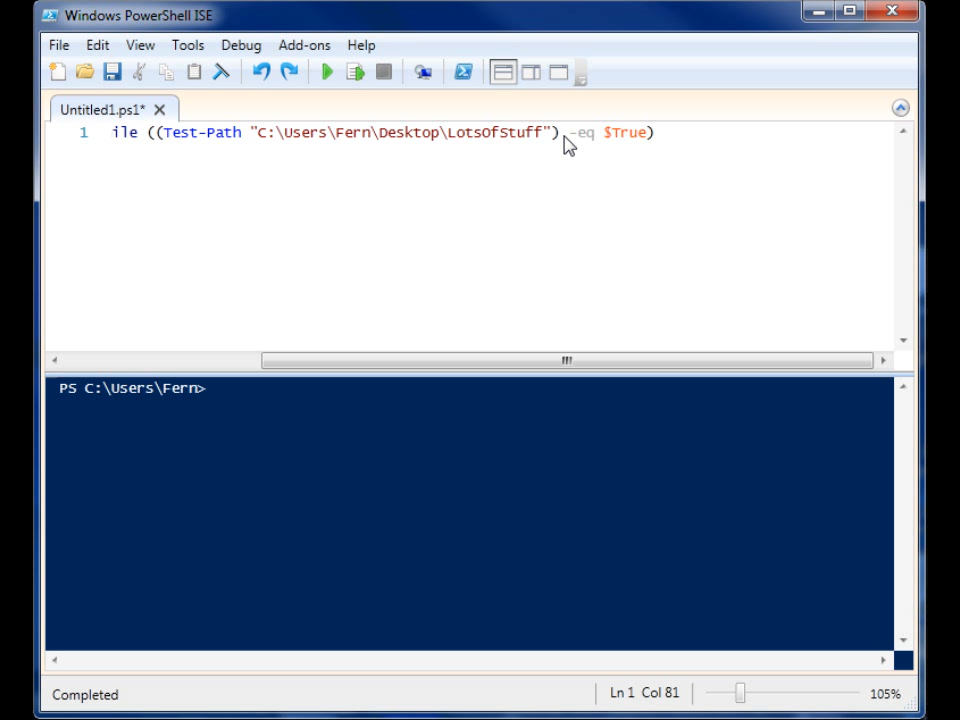 Windows PowerShell ISE
File Edit View Tools Debug Add-ons Help
Untitled1.ps1*
1 ile ((Test-Path "C:\Users\Fern\Desktop\LotsOfStuff") -eq $True)
PS C:\Users\Fern>
Completed Ln 1 Col 81 105%